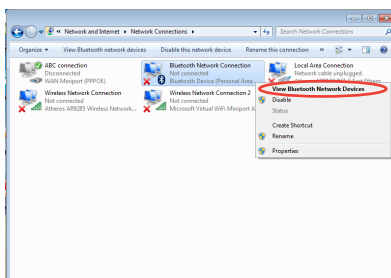 « Network and Internet ▸ Network Connections ▸
Search Network Connections
Organize ▾ View Bluetooth network devices Disable this network device Rename this connection »
ABC connection
Disconnected
WAN Miniport (PPPOE)
Bluetooth Network Connection
Not connected
Bluetooth Device (Personal Area ...
Local Area Connection
Network cable unplugged
Wireless Network Connection
Not connected
Atheros AR9285 Wireless Network...
Wireless Network Connection 2
Not connected
Microsoft Virtual WiFi Miniport A
View Bluetooth Network Devices
Disable
Status
Create Shortcut
Rename
Properties